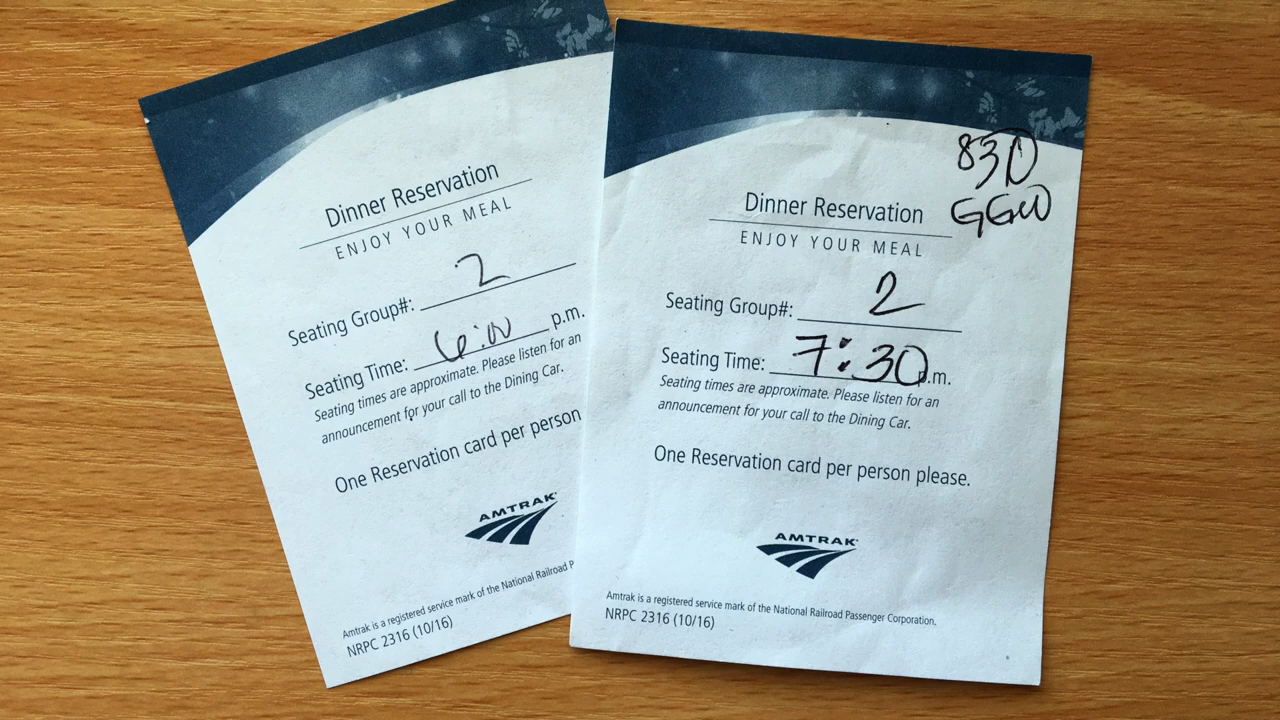 Dinner Reservation
ENJOY YOUR MEAL
Seating Group#: 2
Seating Time: 6:00 p.m.
Seating times are approximate. Please listen for an
announcement for your call to the Dining Car.
One Reservation card per person
AMTRAK
Amtrak is a registered service mark of the National Railroad P
NRPC 2316 (10/16)
830
Dinner Reservation
ENJOY YOUR MEAL
Seating Group#: 2
Seating Time: 7:30 p.m.
Seating times are approximate. Please listen for an
announcement for your call to the Dining Car.
One Reservation card per person please.
AMTRAK
Amtrak is a registered service mark of the National Railroad Passenger Corporation.
NRPC 2316 (10/16)